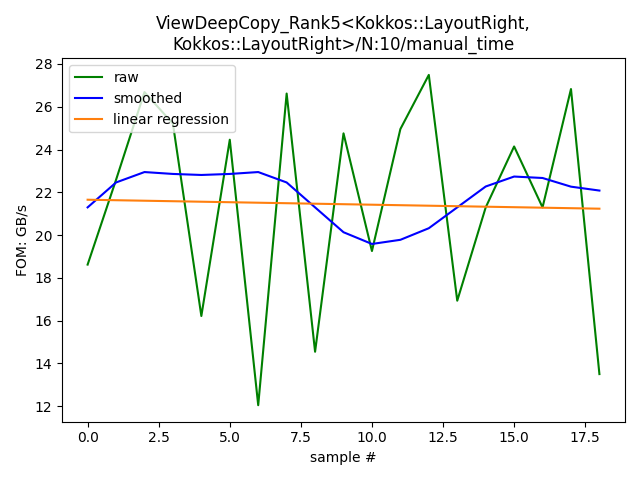 ViewDeepCopy_Rank5<Kokkos::LayoutRight,
Kokkos::LayoutRight>/N:10/manual_time
raw
smoothed
linear regression
FOM: GB/s
28
26
24
22
20
18
16
14
12
0.0
2.5
5.0
7.5
10.0
12.5
15.0
17.5
sample #